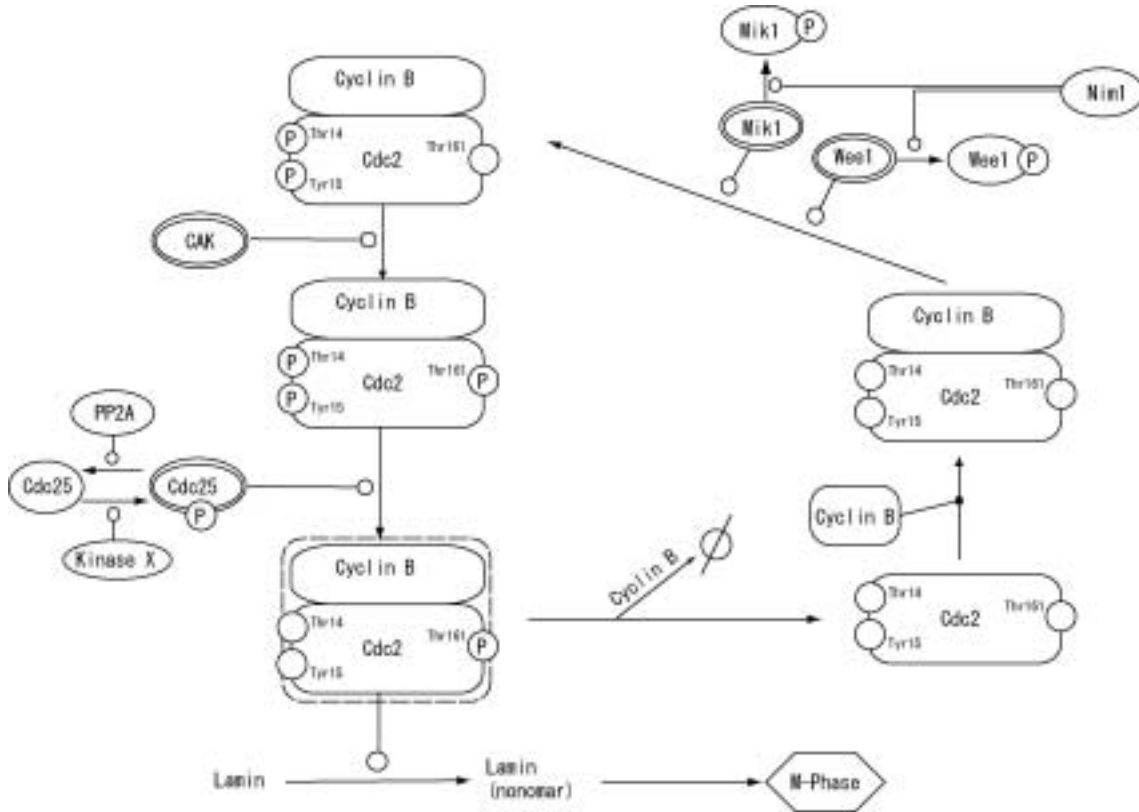 Mik1
P
Nim1
Mik1
Wee1
Wee1
P
Cyclin B
P
Thr14
Thr161
Cdc2
P
Tyr15
CAK
Cyclin B
P
Thr14
Thr161
P
Cdc2
P
Tyr15
PP2A
Cdc25
Cdc25
P
Kinase X
Cyclin B
Thr14
Thr161
P
Cdc2
Tyr15
Cyclin B
Cyclin B
Thr14
Thr161
Cdc2
Tyr15
Cyclin B
Thr14
Thr161
Cdc2
Tyr15
Lamin
Lamin
(nonomar)
M-Phase